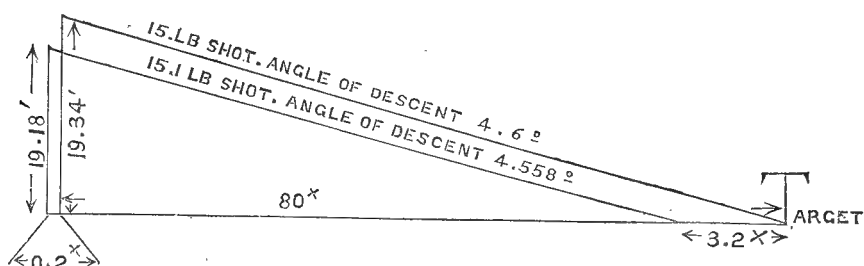 15.LB SHOT. ANGLE OF DESCENT 4.6º
15.1 LB SHOT. ANGLE OF DESCENT 4.558º
19.18'
19.34'
80ˣ
ARGET
3.2ˣ
0.2ˣ